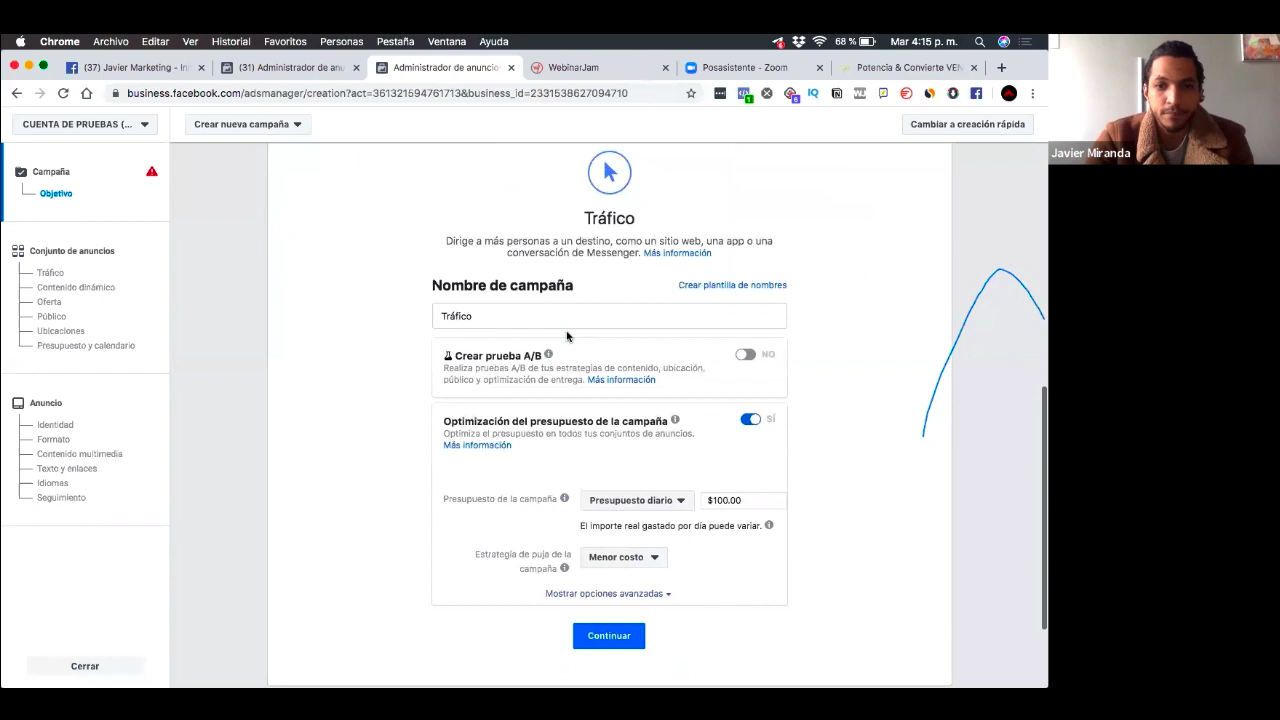 Chrome Archivo Editar Ver Historial Favoritos Personas Pestaña Ventana Ayuda 68 % Mar 4:15 p. m.
(37) Javier Marketing - In (31) Administrador de anu Administrador de anuncio WebinarJam Posasistente - Zoom Potencia & Convierte VEN
business.facebook.com/adsmanager/creation?act=361321594761713&business_id=2331538627094710
CUENTA DE PRUEBAS (... Crear nueva campaña Cambiar a creación rápida
Javier Miranda
Campaña
Objetivo
Conjunto de anuncios
Tráfico
Contenido dinámico
Oferta
Público
Ubicaciones
Presupuesto y calendario
Anuncio
Identidad
Formato
Contenido multimedia
Texto y enlaces
Idiomas
Seguimiento
Cerrar
Tráfico
Dirige a más personas a un destino, como un sitio web, una app o una
conversación de Messenger. Más información
Nombre de campaña Crear plantilla de nombres
Tráfico
Crear prueba A/B NO
Realiza pruebas A/B de tus estrategias de contenido, ubicación,
público y optimización de entrega. Más información
Optimización del presupuesto de la campaña SÍ
Optimiza el presupuesto en todos tus conjuntos de anuncios.
Más información
Presupuesto de la campaña Presupuesto diario $100.00
El importe real gastado por día puede variar.
Estrategia de puja de la
campaña Menor costo
Mostrar opciones avanzadas
Continuar